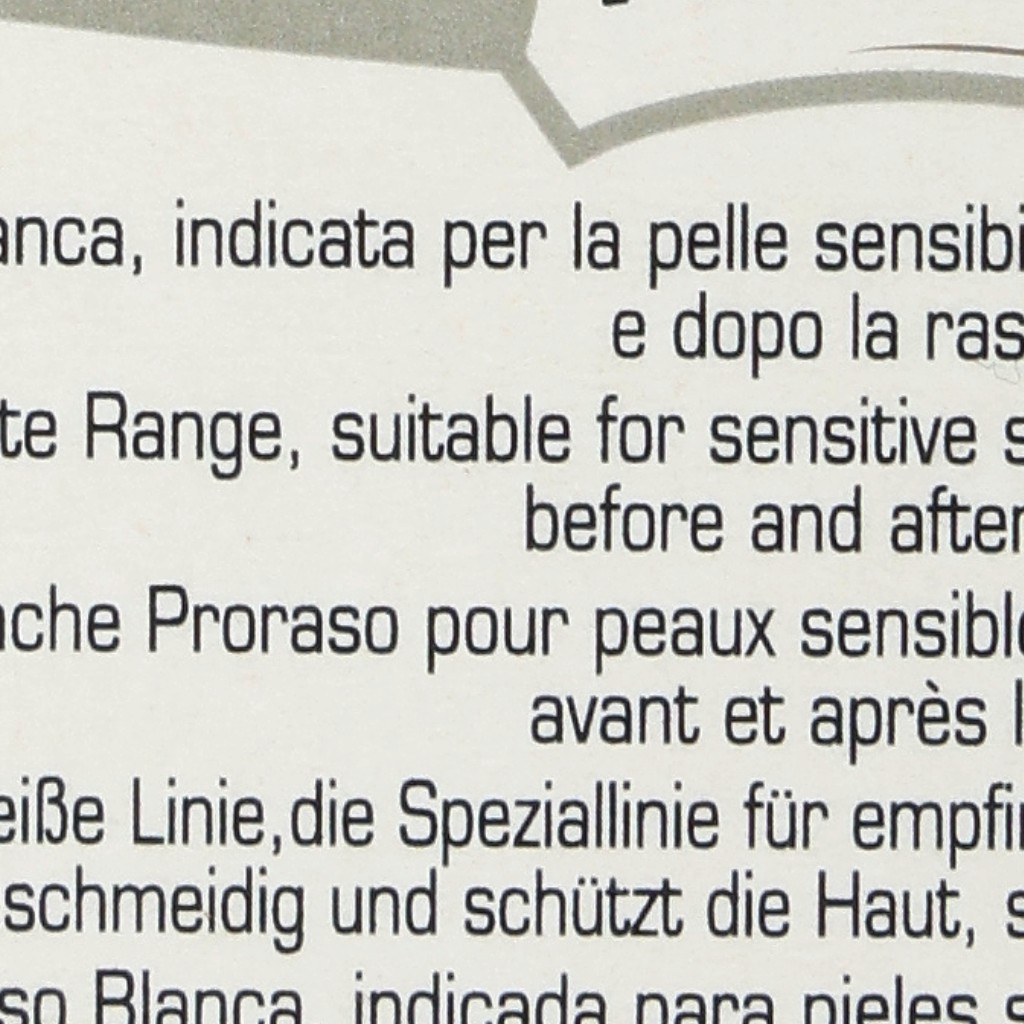 anca, indicata per la pelle sensibi
e dopo la ras
te Range, suitable for sensitive s
before and after
che Proraso pour peaux sensible
avant et après l
eiße Linie,die Speziallinie für empfin
schmeidig und schützt die Haut, s
so Blanca, indicada para pieles s